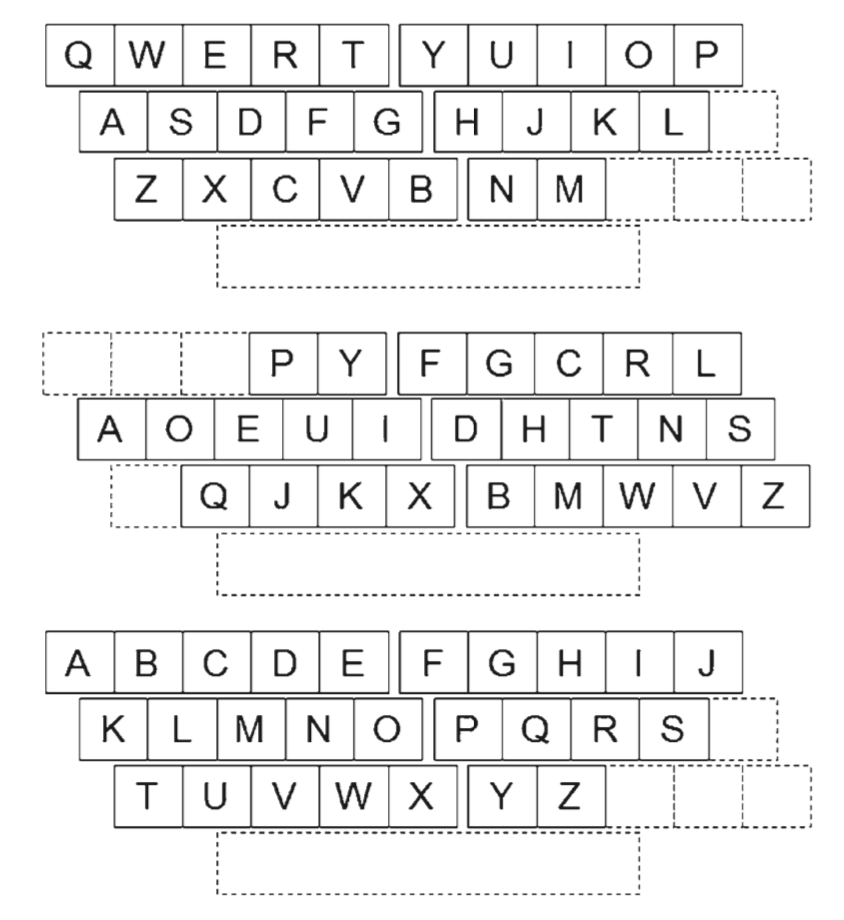 Q W E R T Y U I O P
A S D F G H J K L
Z X C V B N M
P Y F G C R L
A O E U I D H T N S
Q J K X B M W V Z
A B C D E F G H I J
K L M N O P Q R S
T U V W X Y Z